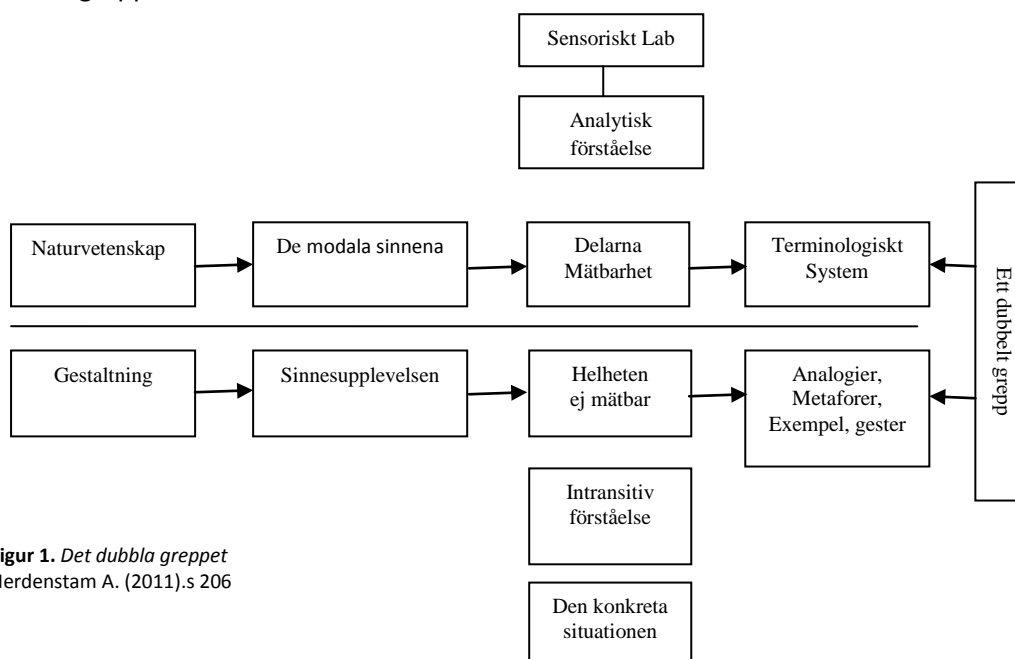 Sensoriskt Lab
Analytisk
förståelse
Naturvetenskap
De modala sinnena
Delarna
Mätbarhet
Terminologiskt
System
Ett dubbelt grepp
Gestaltning
Sinnesupplevelsen
Helheten
ej mätbar
Analogier,
Metaforer,
Exempel, gester
Intransitiv
förståelse
Den konkreta
situationen
igur 1. Det dubbla greppet
erdenstam A. (2011).s 206